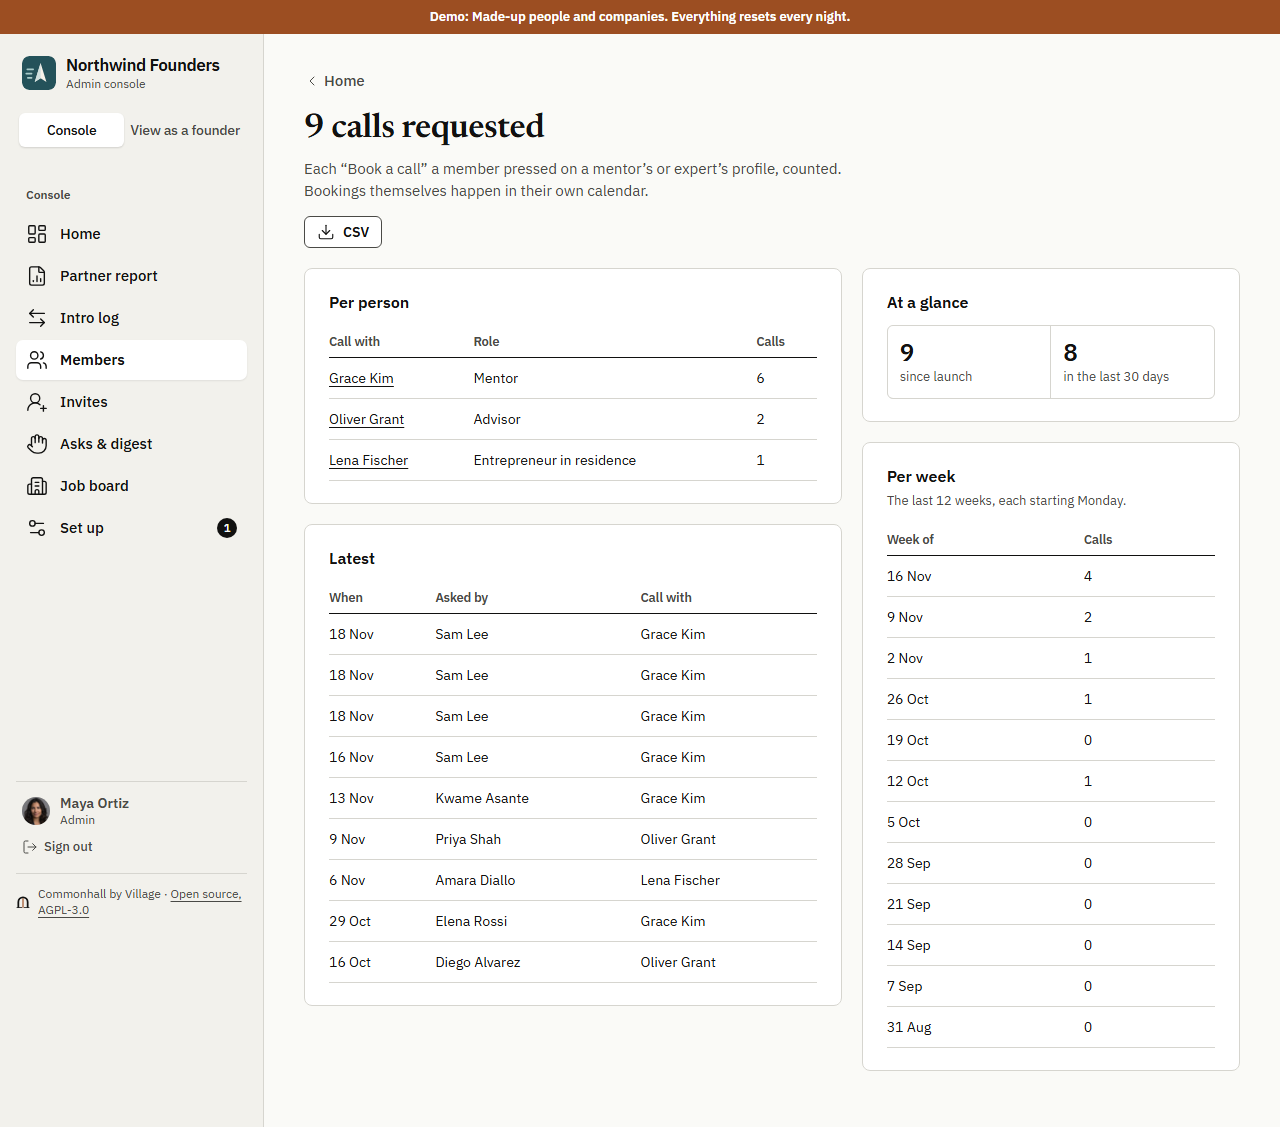 Demo: Made-up people and companies. Everything resets every night.
Northwind Founders
Admin console
Console
View as a founder
Console
Home
Partner report
Intro log
Members
Invites
Asks & digest
Job board
Set up 1
Maya Ortiz
Admin
Sign out
Commonhall by Village · Open source,
AGPL-3.0
Home
9 calls requested
Each “Book a call” a member pressed on a mentor’s or expert’s profile, counted.
Bookings themselves happen in their own calendar.
CSV
Per person
Call with Role Calls
Grace Kim Mentor 6
Oliver Grant Advisor 2
Lena Fischer Entrepreneur in residence 1
Latest
When Asked by Call with
18 Nov Sam Lee Grace Kim
18 Nov Sam Lee Grace Kim
18 Nov Sam Lee Grace Kim
16 Nov Sam Lee Grace Kim
13 Nov Kwame Asante Grace Kim
9 Nov Priya Shah Oliver Grant
6 Nov Amara Diallo Lena Fischer
29 Oct Elena Rossi Grace Kim
16 Oct Diego Alvarez Oliver Grant
At a glance
9 8
since launch in the last 30 days
Per week
The last 12 weeks, each starting Monday.
Week of Calls
16 Nov 4
9 Nov 2
2 Nov 1
26 Oct 1
19 Oct 0
12 Oct 1
5 Oct 0
28 Sep 0
21 Sep 0
14 Sep 0
7 Sep 0
31 Aug 0